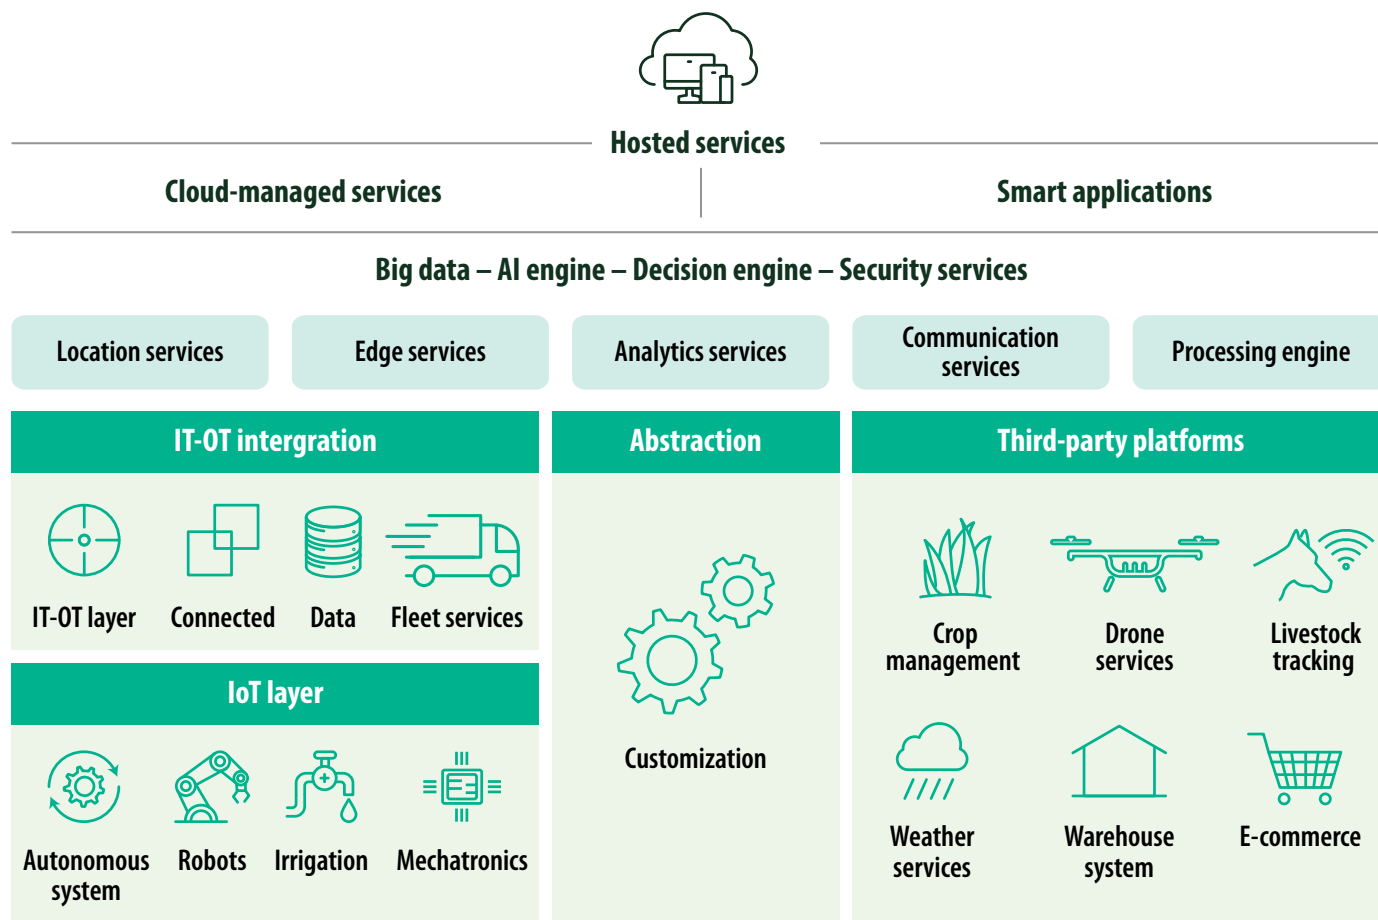 Hosted services
Cloud-managed services
Smart applications
Big data – AI engine – Decision engine – Security services
Location services
Edge services
Analytics services
Communication
services
Processing engine
IT-OT intergration
Abstraction
Third-party platforms
IT-OT layer
Connected
Data
Fleet services
Crop
management
Drone
services
Livestock
tracking
IoT layer
Customization
Autonomous
system
Robots
Irrigation
Mechatronics
Weather
services
Warehouse
system
E-commerce